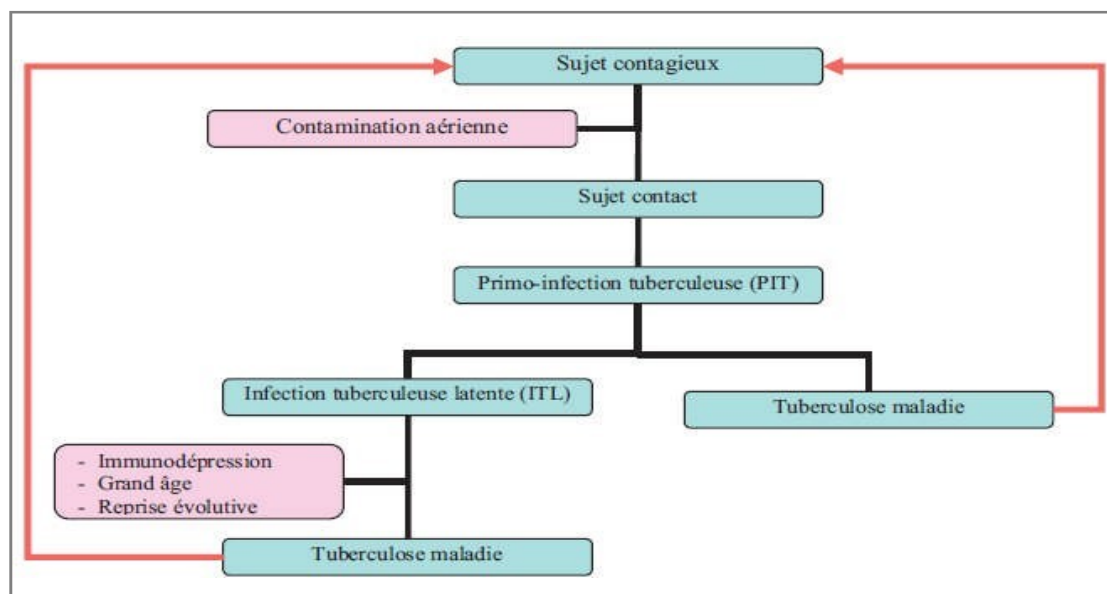 Sujet contagieux
Contamination aérienne
Sujet contact
Primo-infection tuberculeuse (PIT)
Infection tuberculeuse latente (ITL)
Tuberculose maladie
- Immunodépression
- Grand âge
- Reprise évolutive
Tuberculose maladie